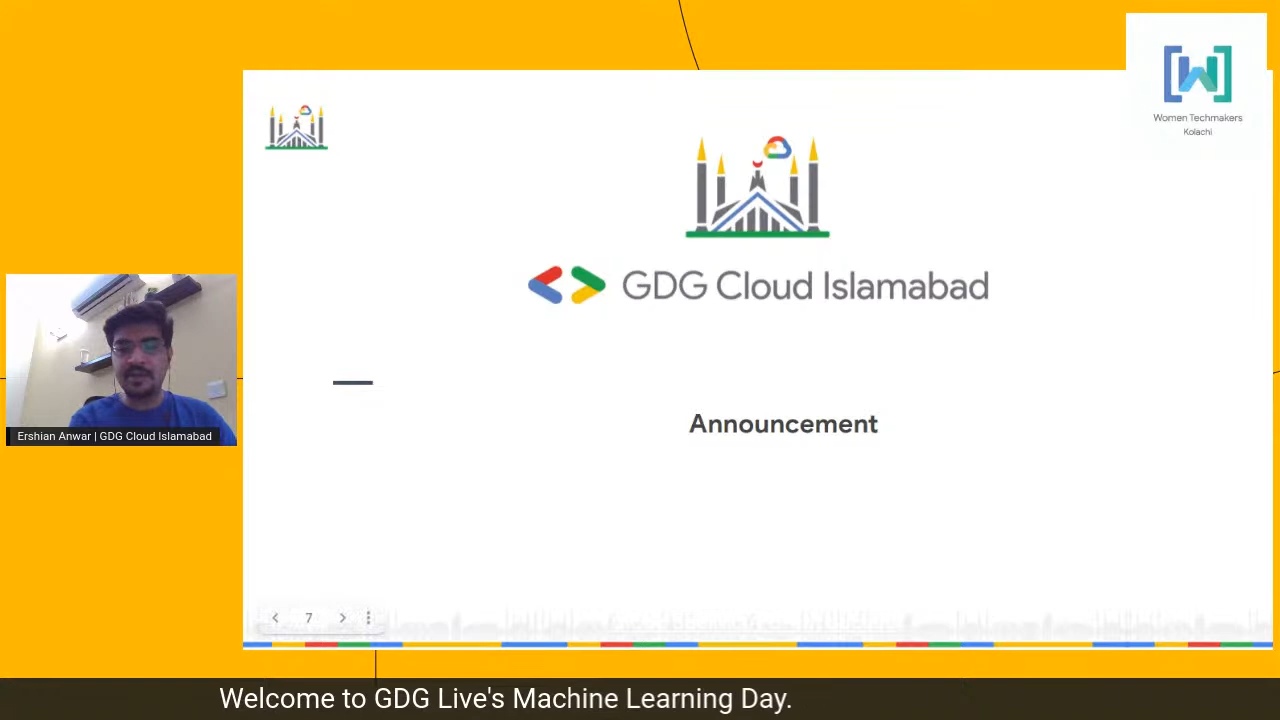 Women Techmakers
Kolachi
GDG Cloud Islamabad
Announcement
Ershian Anwar | GDG Cloud Islamabad
7
Welcome to GDG Live's Machine Learning Day.